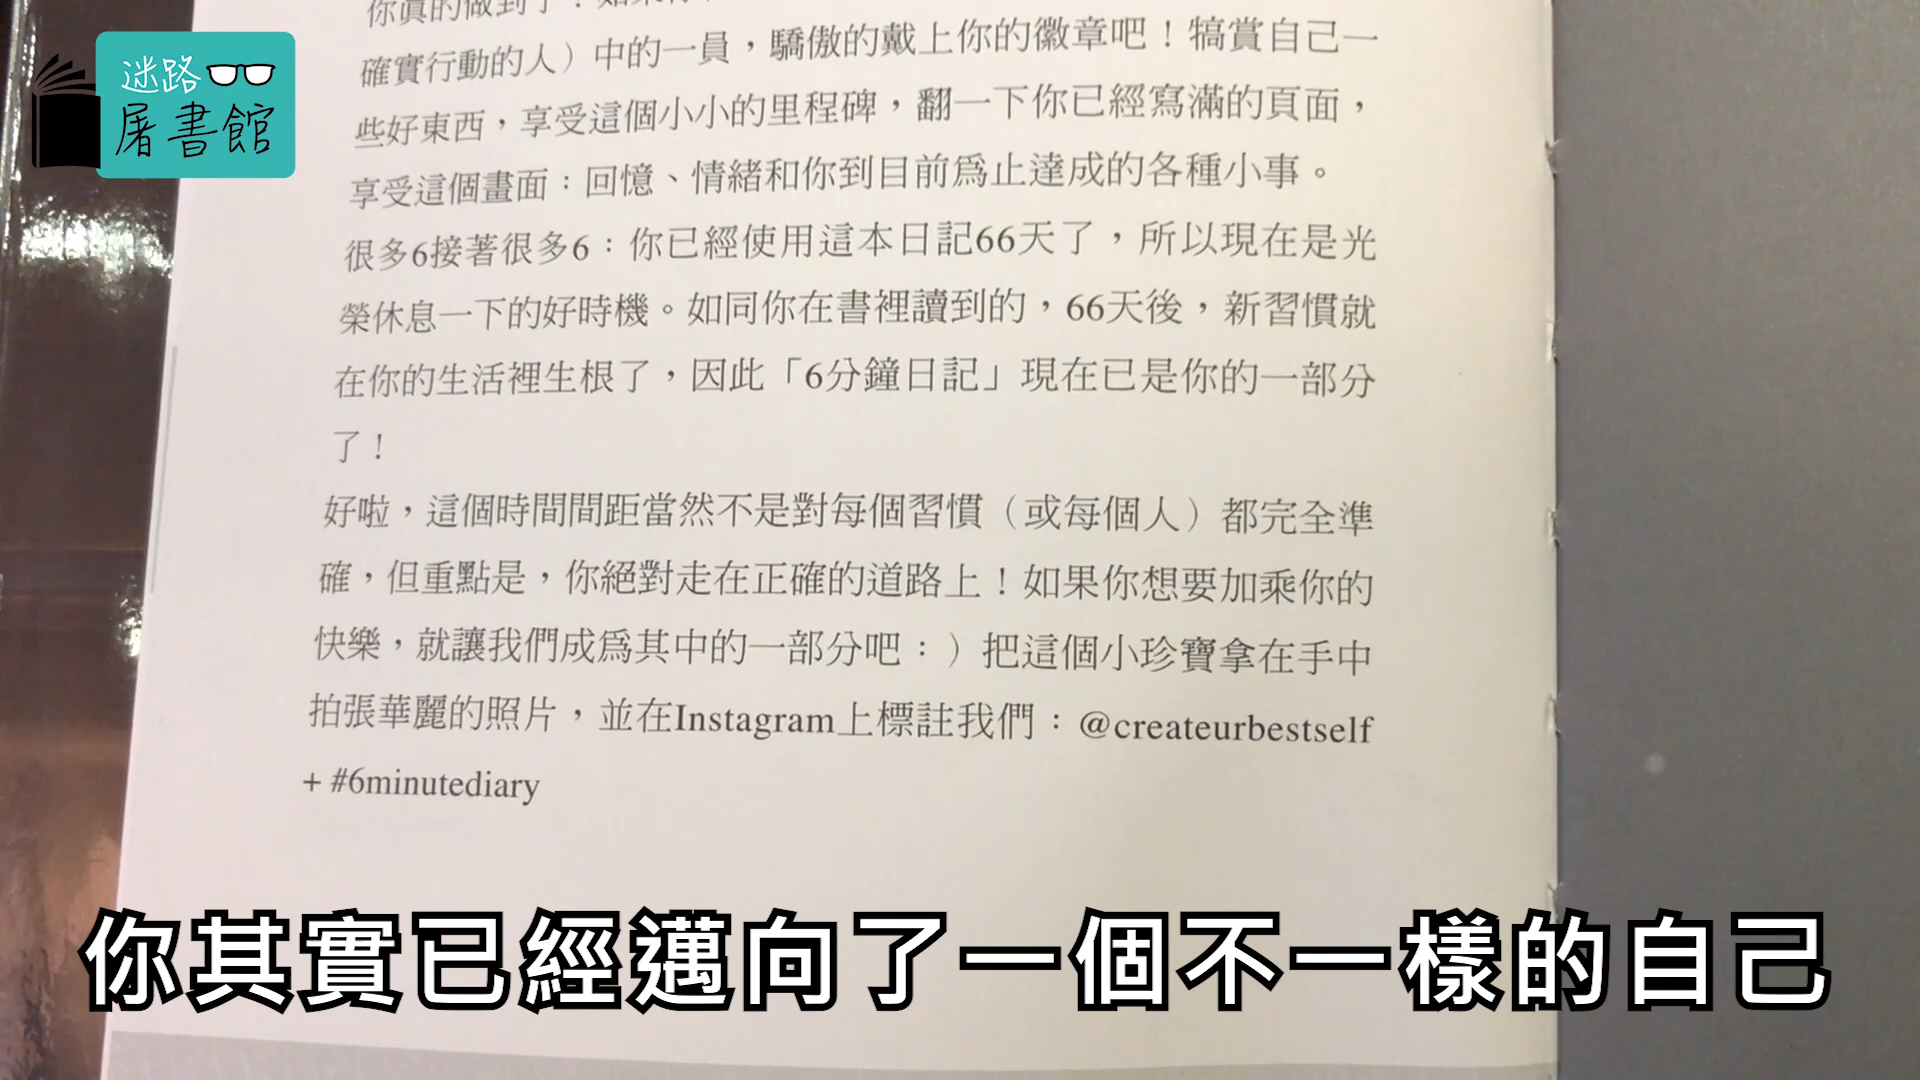 迷路
屠書館
你真的做到了！如果你
確實行動的人）中的一員，驕傲的戴上你的徽章吧！犒賞自己一
些好東西，享受這個小小的里程碑，翻一下你已經寫滿的頁面，
享受這個畫面：回憶、情緒和你到目前為止達成的各種小事。
很多6接著很多6：你已經使用這本日記66天了，所以現在是光
榮休息一下的好時機。如同你在書裡讀到的，66天後，新習慣就
在你的生活裡生根了，因此「6分鐘日記」現在已是你的一部分
了！
好啦，這個時間間距當然不是對每個習慣（或每個人）都完全準
確，但重點是，你絕對走在正確的道路上！如果你想要加乘你的
快樂，就讓我們成為其中的一部分吧：）把這個小珍寶拿在手中
拍張華麗的照片，並在Instagram上標註我們：@createurbestself
+ #6minutediary
你其實已經邁向了一個不一樣的自己